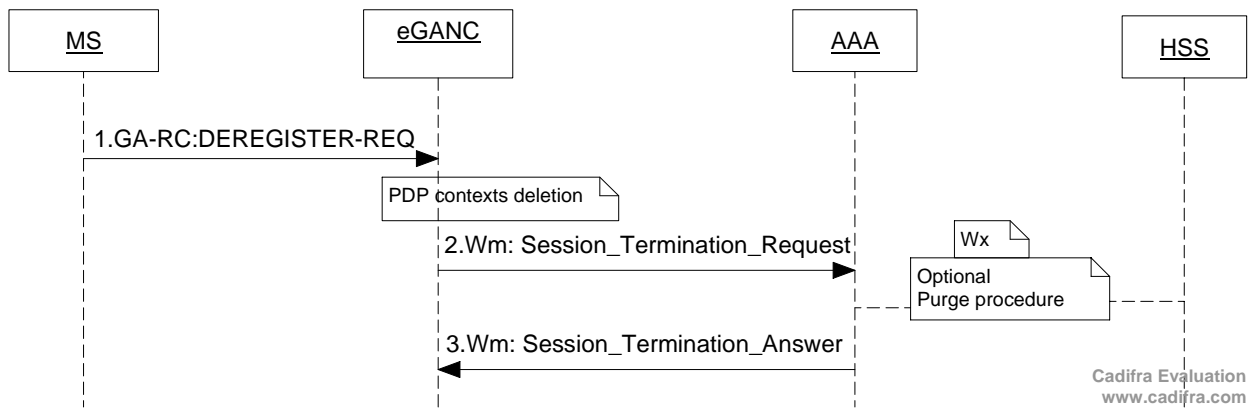 MS
eGANC
AAA
HSS
1.GA-RC:DEREGISTER-REQ
PDP contexts deletion
2.Wm: Session_Termination_Request
Wx
Optional
Purge procedure
3.Wm: Session_Termination_Answer
Cadifra Evaluation
www.cadifra.com